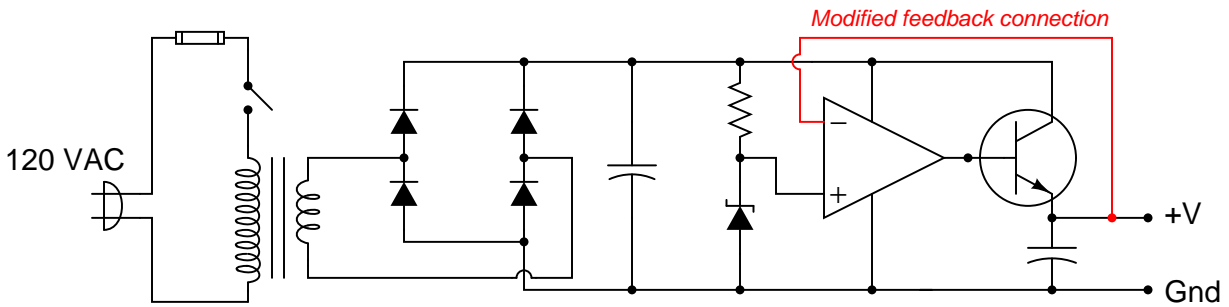 Modified feedback connection
120 VAC
−
+
+V
Gnd